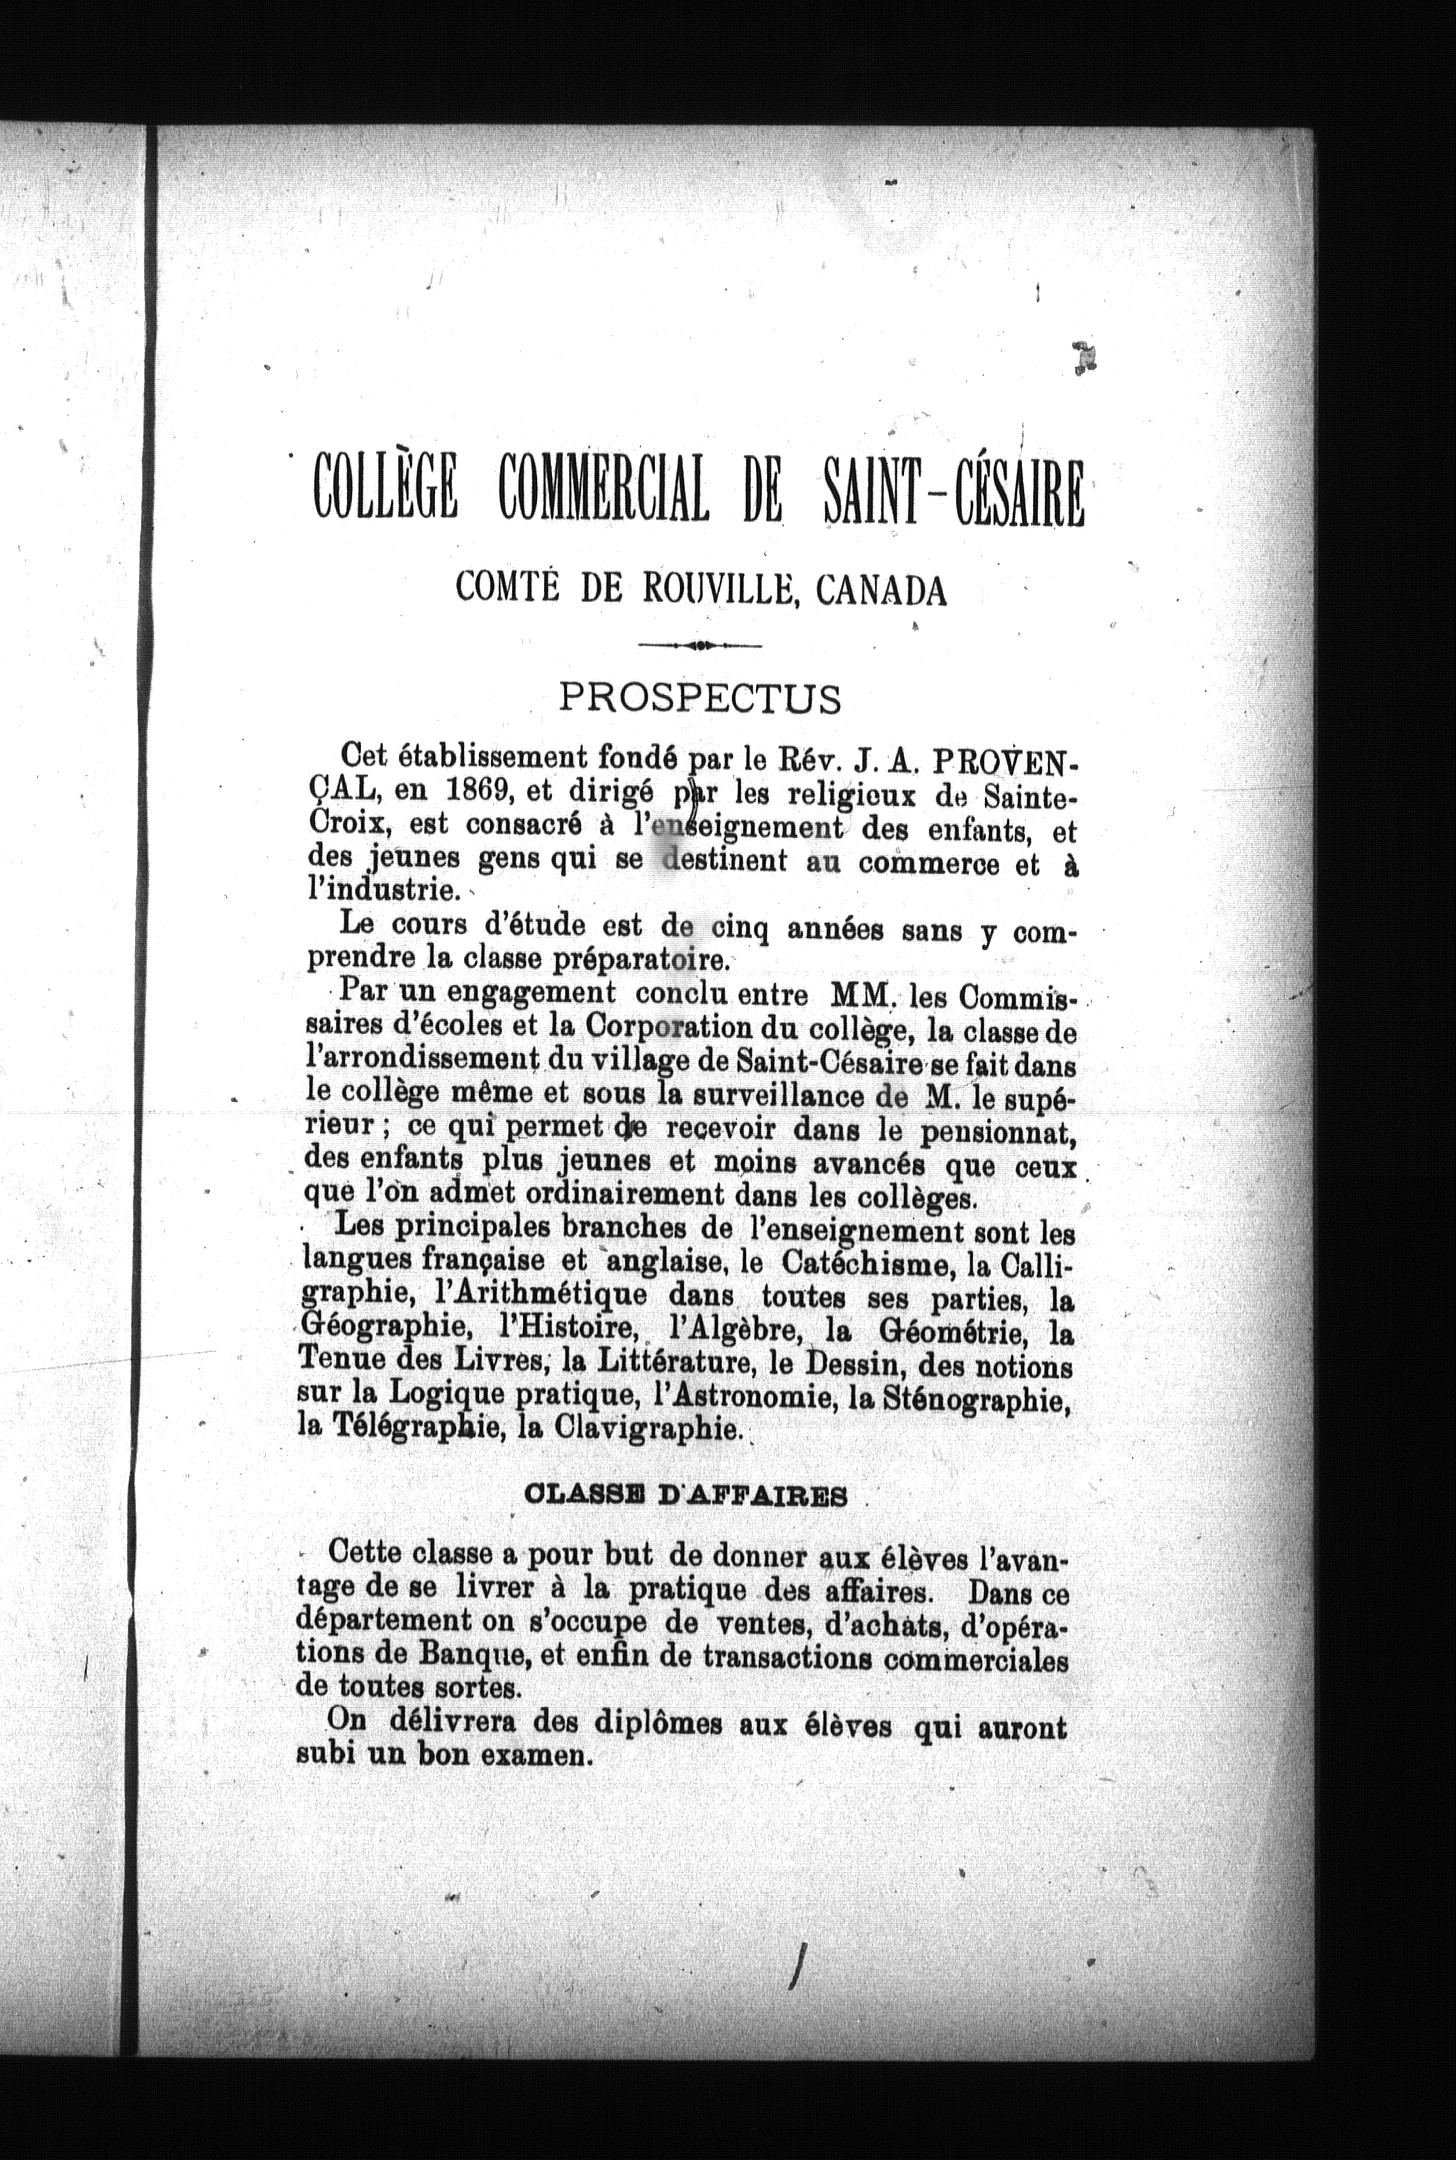 COLLÈGE COMMERCIAL DE SAINT-CÉSAIRE
COMTÉ DE ROUVILLE, CANADA
PROSPECTUS
Cet établissement fondé par le Rév. J. A. PROVEN-
ÇAL, en 1869, et dirigé par les religieux de Sainte-
Croix, est consacré à l'enseignement des enfants, et
des jeunes gens qui se destinent au commerce et à
l'industrie.
Le cours d'étude est de cinq années sans y com-
prendre la classe préparatoire.
Par un engagement conclu entre MM. les Commis-
saires d'écoles et la Corporation du collège, la classe de
l'arrondissement du village de Saint-Césaire se fait dans
le collège même et sous la surveillance de M. le supé-
rieur ; ce qui permet de recevoir dans le pensionnat,
des enfants plus jeunes et moins avancés que ceux
que l'on admet ordinairement dans les collèges.
Les principales branches de l'enseignement sont les
langues française et anglaise, le Catéchisme, la Calli-
graphie, l'Arithmétique dans toutes ses parties, la
Géographie, l'Histoire, l'Algèbre, la Géométrie, la
Tenue des Livres, la Littérature, le Dessin, des notions
sur la Logique pratique, l'Astronomie, la Sténographie,
la Télégraphie, la Clavigraphie.
CLASSE D'AFFAIRES
Cette classe a pour but de donner aux élèves l'avan-
tage de se livrer à la pratique des affaires. Dans ce
département on s'occupe de ventes, d'achats, d'opéra-
tions de Banque, et enfin de transactions commerciales
de toutes sortes.
On délivrera des diplômes aux élèves qui auront
subi un bon examen.